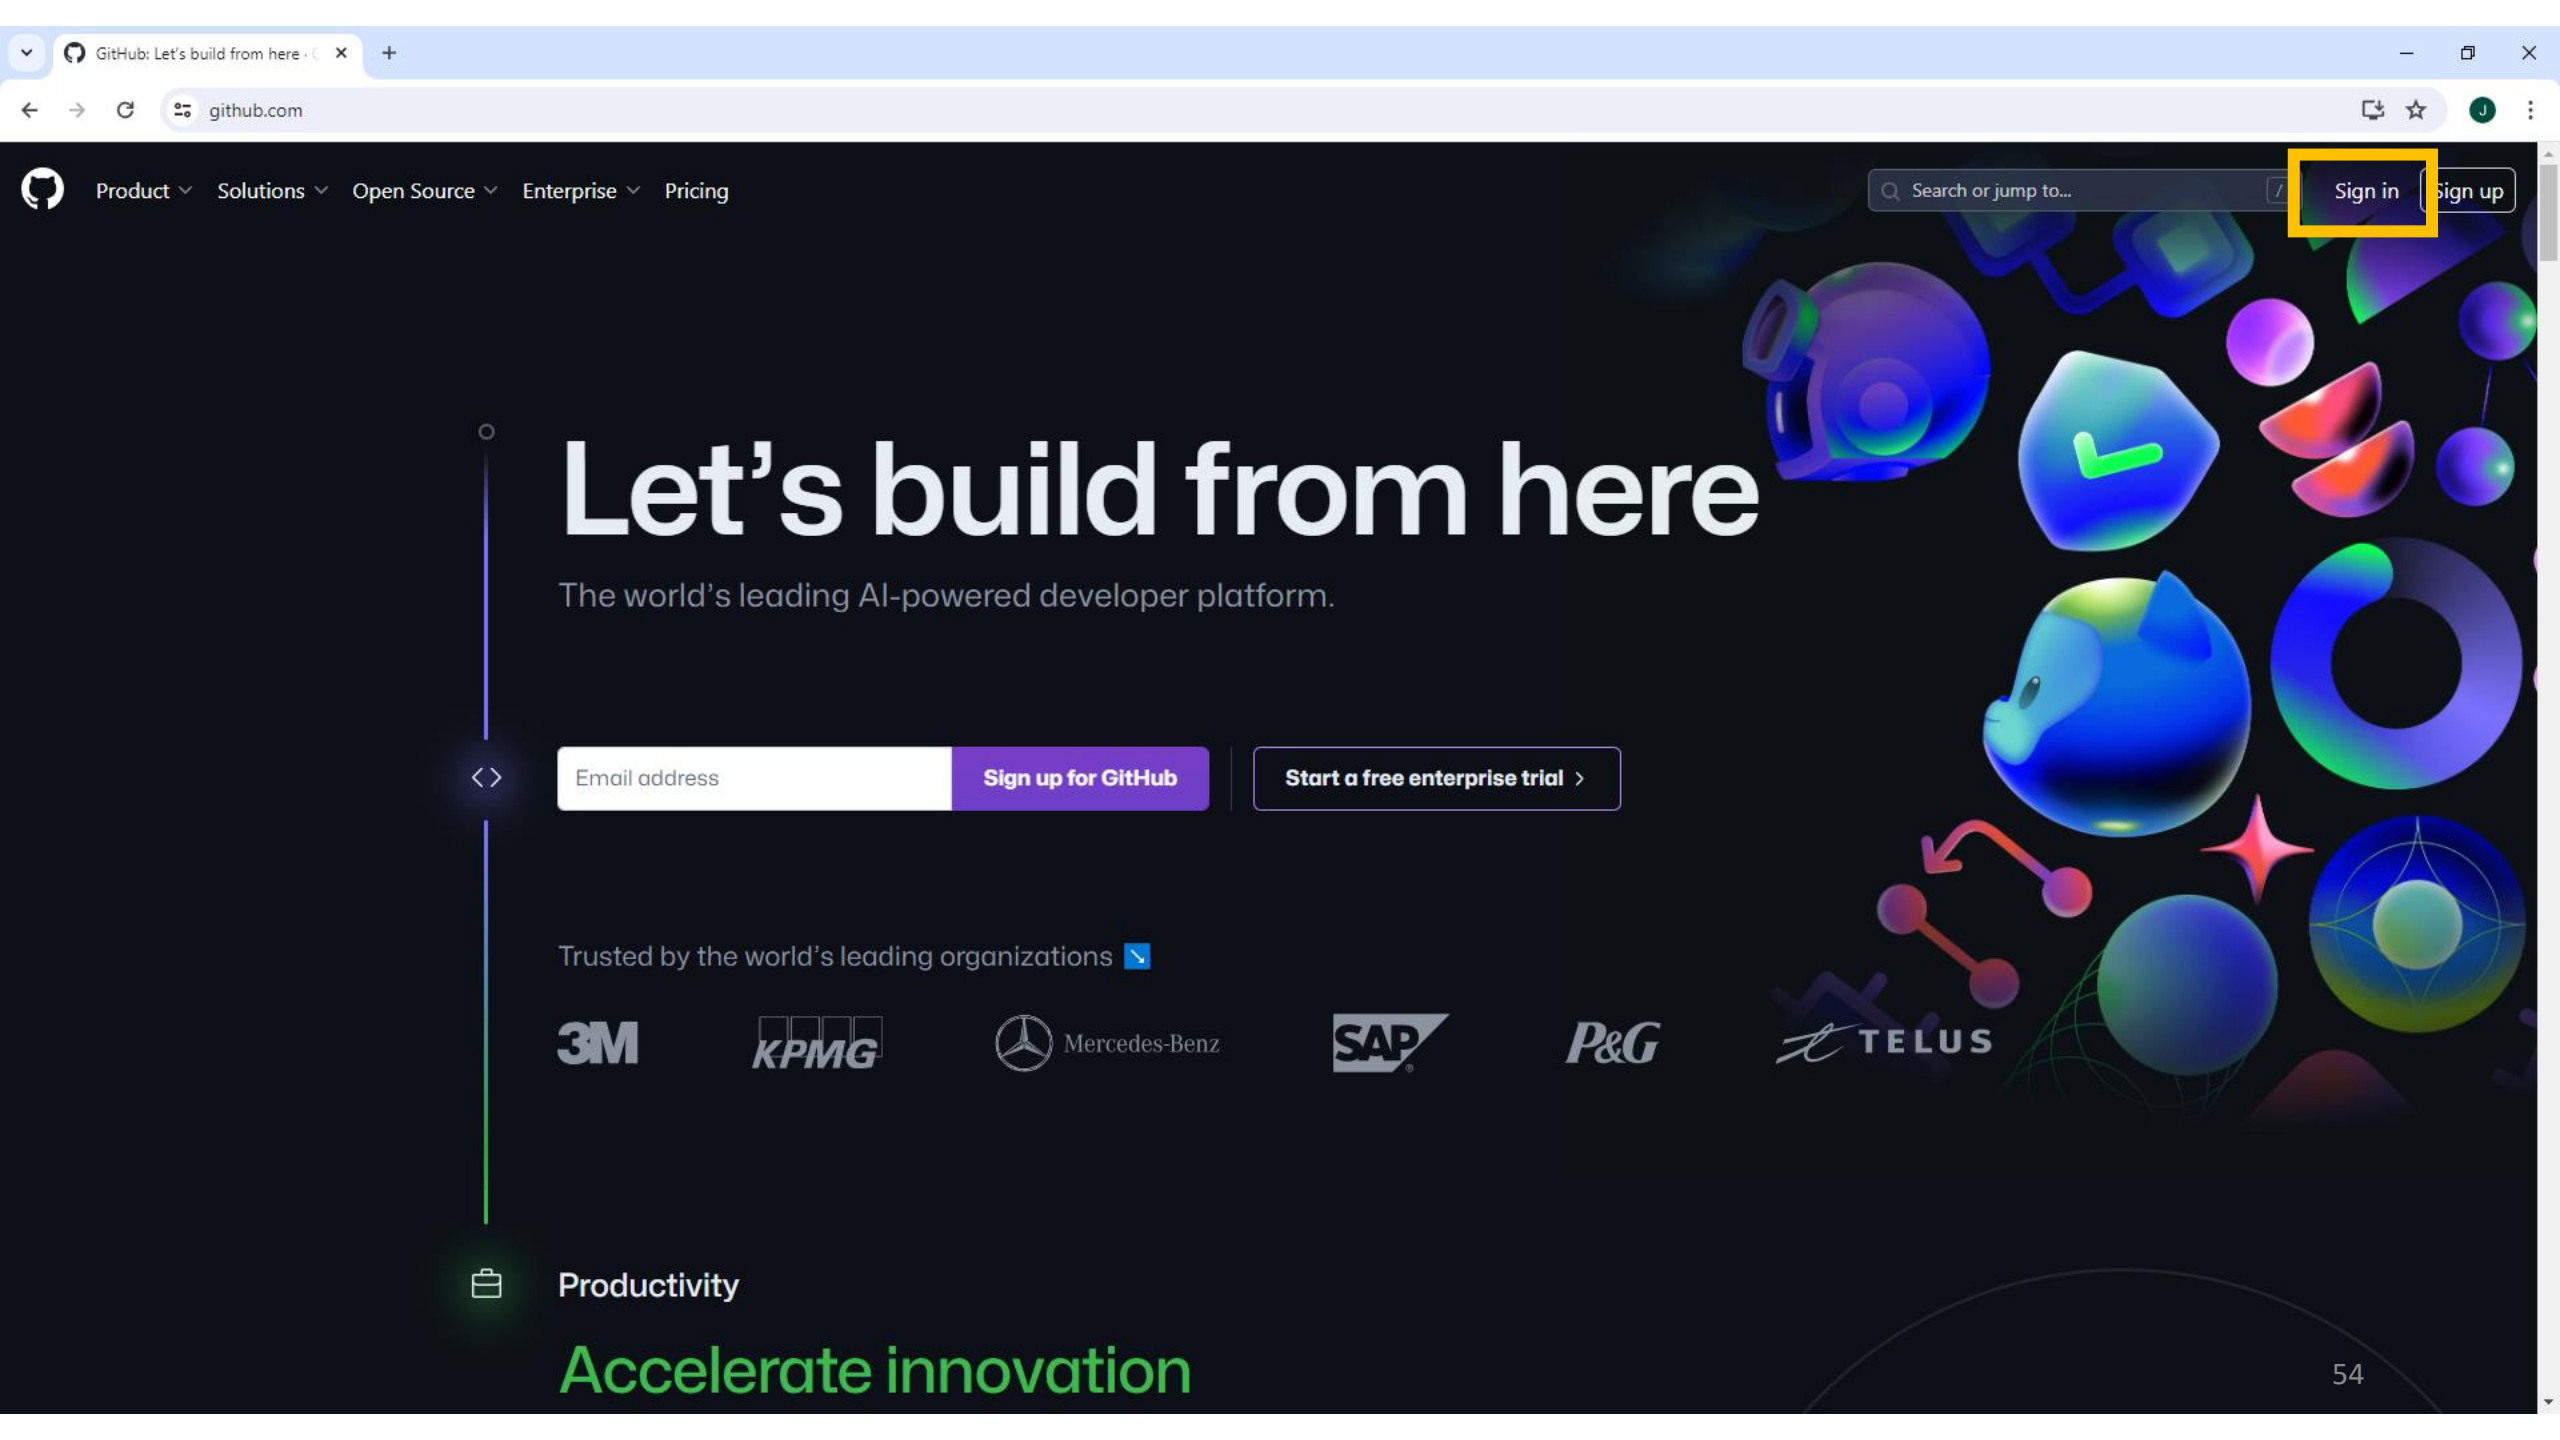 GitHub: Let's build from here · G
github.com
Product Solutions Open Source Enterprise Pricing
Search or jump to... /
Sign in Sign up
Let's build from here
The world's leading AI-powered developer platform.
Email address Sign up for GitHub Start a free enterprise trial
Trusted by the world's leading organizations
3M KPMG Mercedes-Benz SAP P&G TELUS
Productivity
Accelerate innovation
54
J